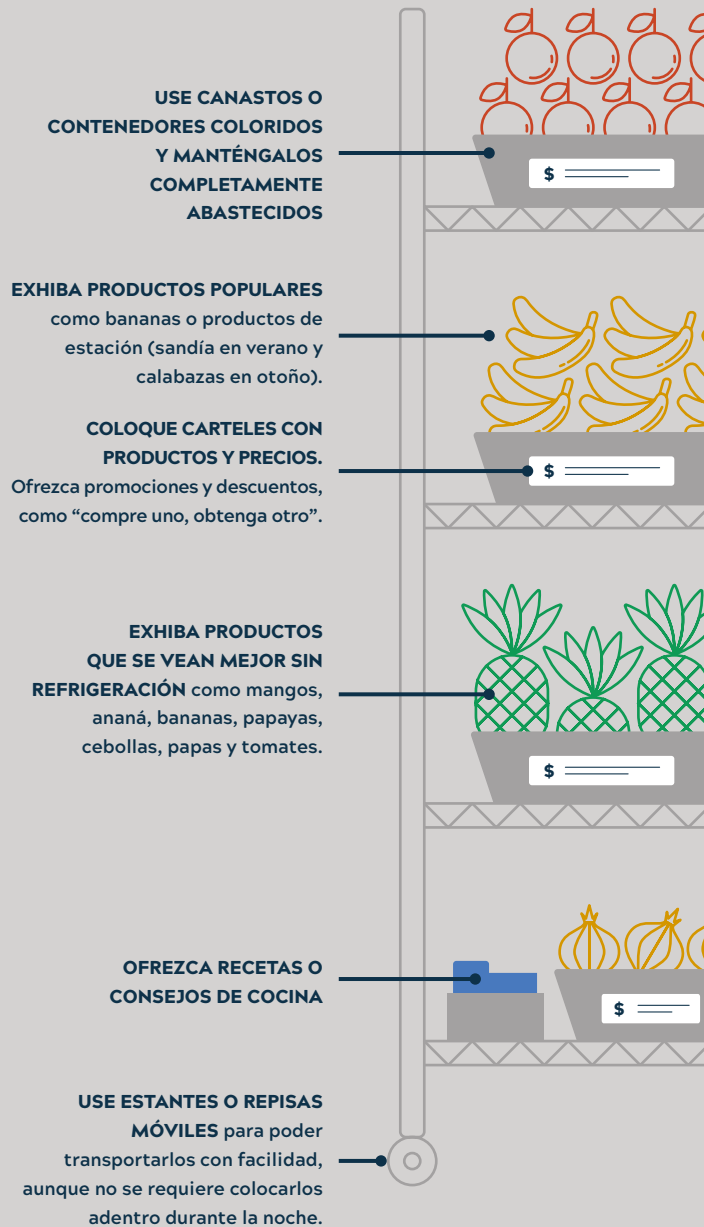 USE CANASTOS O
CONTENEDORES COLORIDOS
Y MANTÉNGALOS
COMPLETAMENTE
ABASTECIDOS
$
EXHIBA PRODUCTOS POPULARES
como bananas o productos de
estación (sandía en verano y
calabazas en otoño).
COLOQUE CARTELES CON
PRODUCTOS Y PRECIOS.
Ofrezca promociones y descuentos,
como “compre uno, obtenga otro”.
$
EXHIBA PRODUCTOS
QUE SE VEAN MEJOR SIN
REFRIGERACIÓN como mangos,
ananá, bananas, papayas,
cebollas, papas y tomates.
$
OFREZCA RECETAS O
CONSEJOS DE COCINA
$
USE ESTANTES O REPISAS
MÓVILES para poder
transportarlos con facilidad,
aunque no se requiere colocarlos
adentro durante la noche.